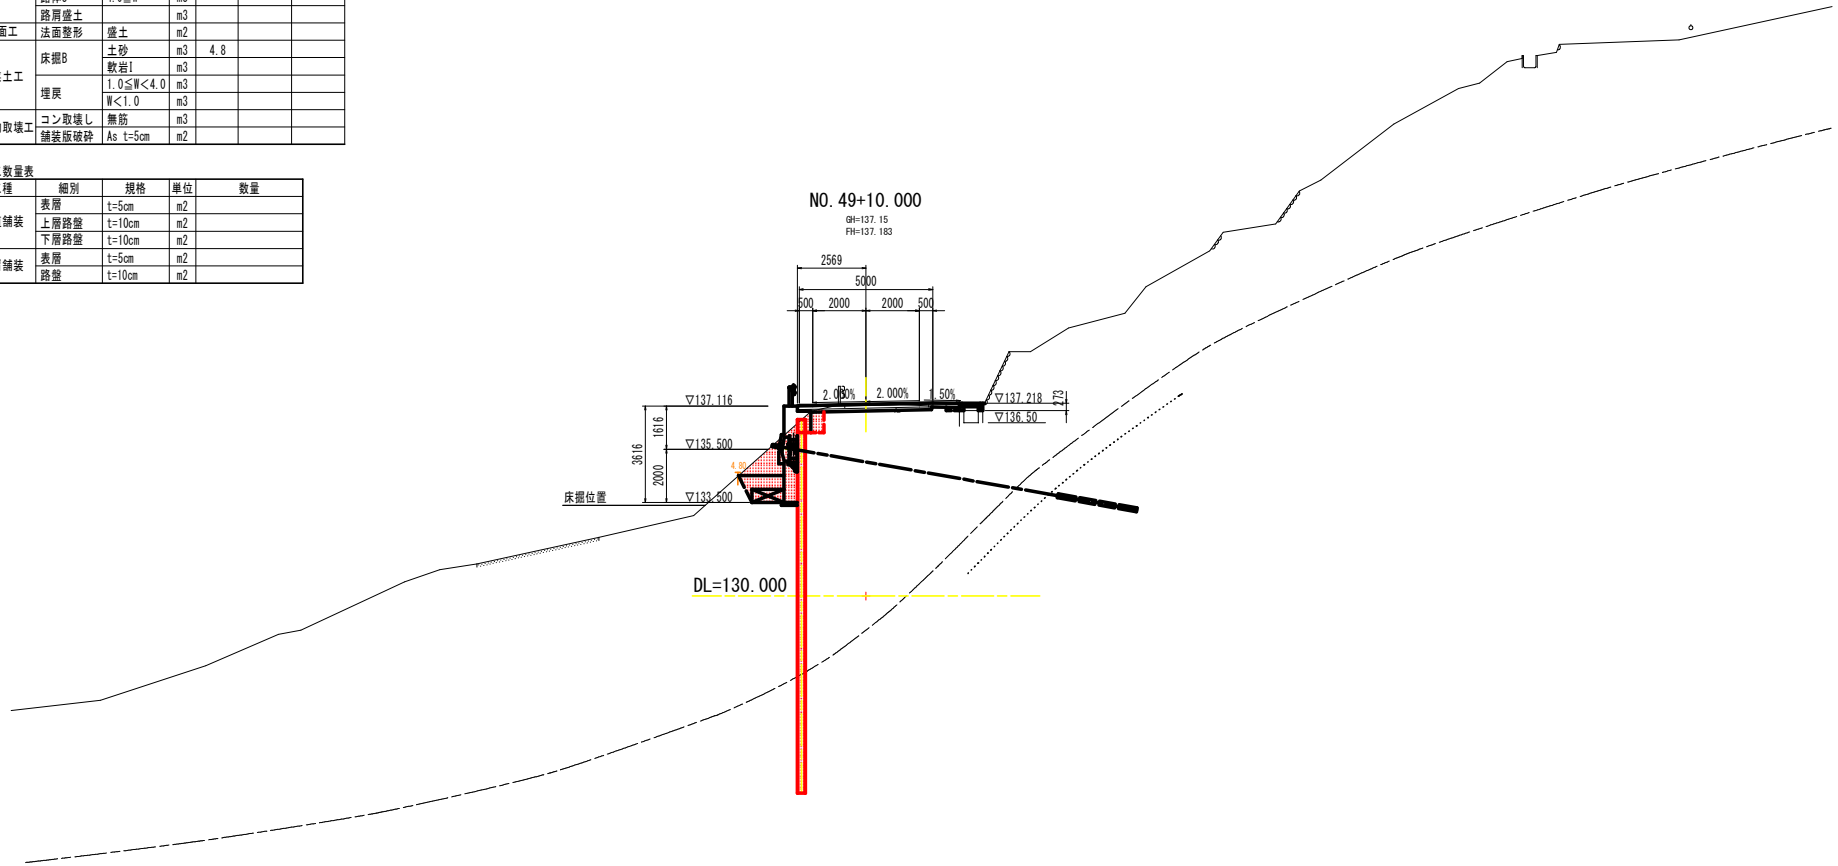 路肩盛土 m3
面工 法面整形 盛土 m2
土工 床掘B 土砂 m3 4.8
軟岩I m3
埋戻 1.0≦W<4.0 m3
W<1.0 m3
取壊工 コン取壊し 無筋 m3
舗装版破砕 As t=5cm m2
数量表
種 細別 規格 単位 数量
舗装 表層 t=5cm m2
上層路盤 t=10cm m2
下層路盤 t=10cm m2
舗装 表層 t=5cm m2
路盤 t=10cm m2
NO. 49+10.000
GH=137.15
FH=137.183
2569
5000
500 2000 2000 500
2.000% 2.000% 1.50%
▽137.116
▽137.218
273
▽136.50
1616
3616
▽135.500
4.80
2000
床掘位置
▽133.500
DL=130.000